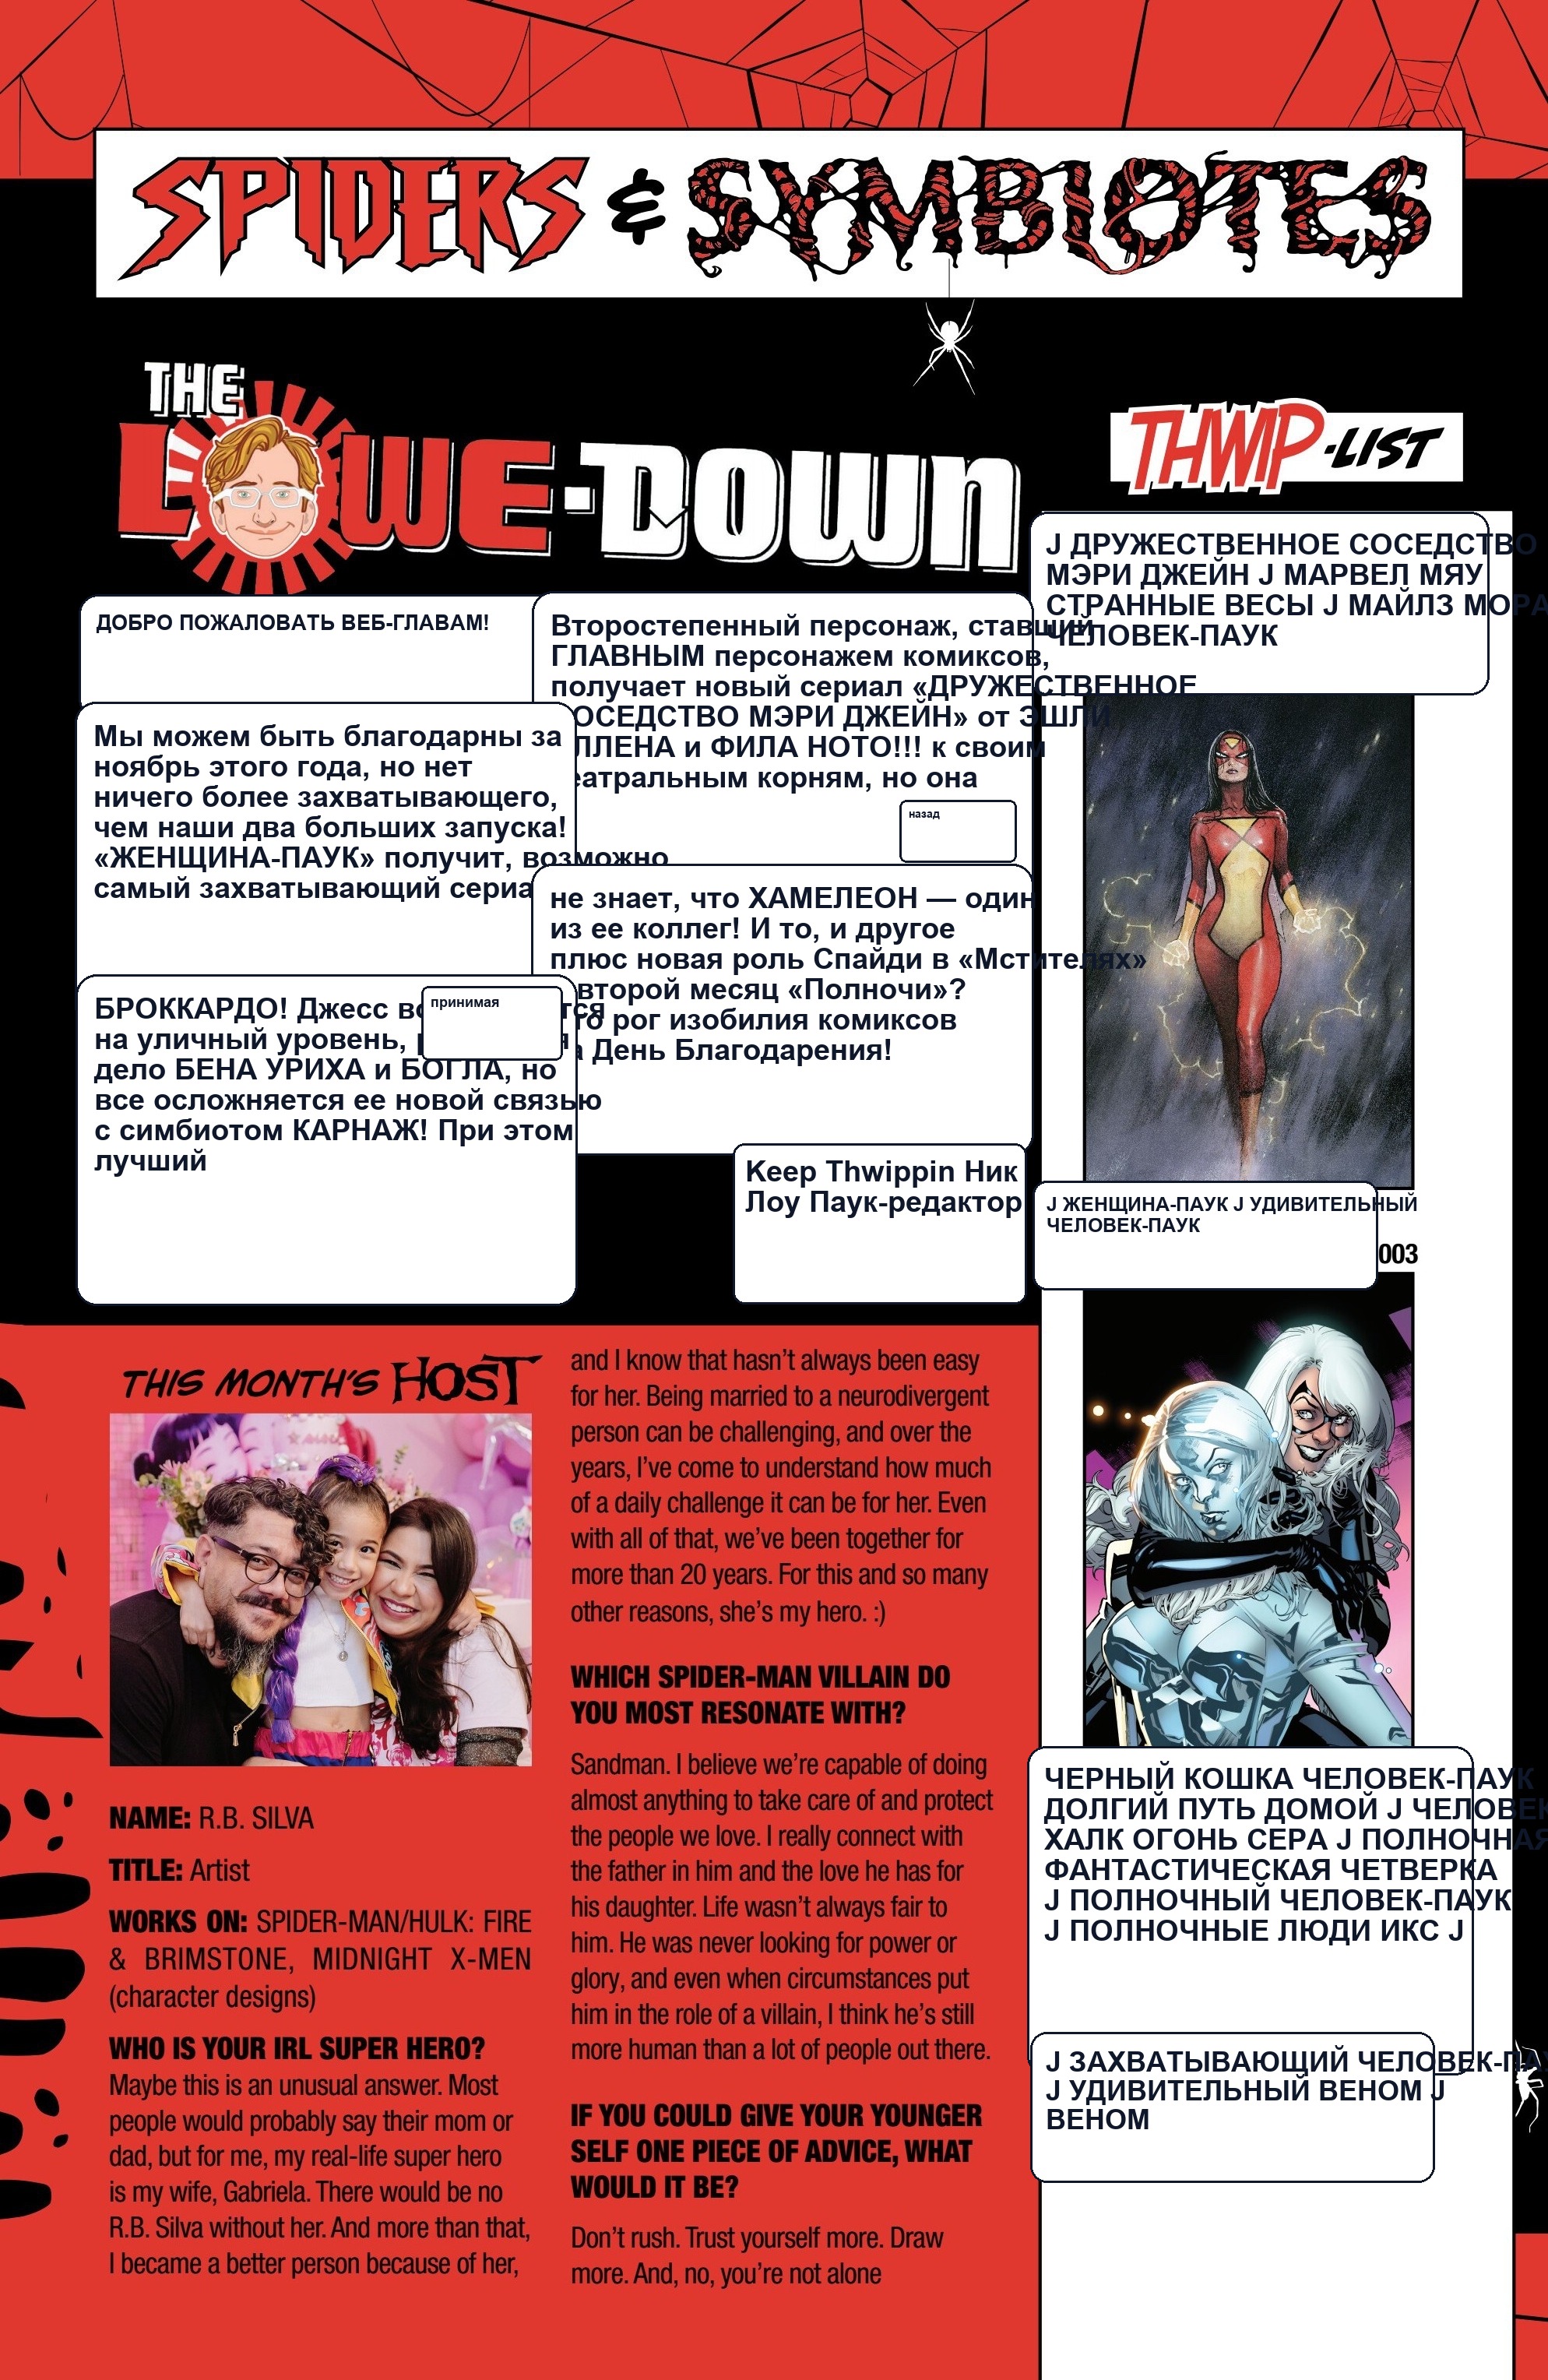 SPIDERS & SYMBIOTES
THE
LOWE-DOWN
ДОБРО ПОЖАЛОВАТЬ ВЕБ-ГЛАВАМ!
Мы можем быть благодарны за
ноябрь этого года, но нет
ничего более захватывающего,
чем наши два больших запуска!
«ЖЕНЩИНА-ПАУК» получит, возможно
самый захватывающий сериа
БРОККАРДО! Джесс
принимая
на уличный уровень,
дело БЕНА УРИХА и БОГЛА, но
все осложняется ее новой связью
с симбиотом КАРНАЖ! При этом
лучший
Второстепенный персонаж, ставший
ГЛАВНЫМ персонажем комиксов,
получает новый сериал «ДРУЖЕСТВЕННОЕ
ОСЕДСТВО МЭРИ ДЖЕЙН» от ЭШЛИ
ЛЛЕНА и ФИЛА НОТО!!! к своим
еатральным корням, но она
назад
не знает, что ХАМЕЛЕОН — один
из ее коллег! И то, и другое
плюс новая роль Спайди в «Мстителях»
второй месяц «Полночи»?
то рог изобилия комиксов
а День Благодарения!
Keep Thwippin Ник
Лоу Паук-редактор
THIS MONTH'S HOST
NAME: R.B. SILVA
TITLE: Artist
WORKS ON: SPIDER-MAN/HULK: FIRE
& BRIMSTONE, MIDNIGHT X-MEN
(character designs)
WHO IS YOUR IRL SUPER HERO?
Maybe this is an unusual answer. Most
people would probably say their mom or
dad, but for me, my real-life super hero
is my wife, Gabriela. There would be no
R.B. Silva without her. And more than that,
I became a better person because of her,
and I know that hasn't always been easy
for her. Being married to a neurodivergent
person can be challenging, and over the
years, I've come to understand how much
of a daily challenge it can be for her. Even
with all of that, we've been together for
more than 20 years. For this and so many
other reasons, she's my hero. :)
WHICH SPIDER-MAN VILLAIN DO
YOU MOST RESONATE WITH?
Sandman. I believe we're capable of doing
almost anything to take care of and protect
the people we love. I really connect with
the father in him and the love he has for
his daughter. Life wasn't always fair to
him. He was never looking for power or
glory, and even when circumstances put
him in the role of a villain, I think he's still
more human than a lot of people out there.
IF YOU COULD GIVE YOUR YOUNGER
SELF ONE PIECE OF ADVICE, WHAT
WOULD IT BE?
Don't rush. Trust yourself more. Draw
more. And, no, you're not alone
THWIP-LIST
J ДРУЖЕСТВЕННОЕ СОСЕДСТВО
МЭРИ ДЖЕЙН J МАРВЕЛ МЯУ
СТРАННЫЕ ВЕСЫ J МАЙЛЗ МОРА
ЧЕЛОВЕК-ПАУК
J ЖЕНЩИНА-ПАУК J УДИВИТЕЛЬНЫЙ
ЧЕЛОВЕК-ПАУК
003
ЧЕРНЫЙ КОШКА ЧЕЛОВЕК-ПАУК
ДОЛГИЙ ПУТЬ ДОМОЙ J ЧЕЛОВЕК
ХАЛК ОГОНЬ СЕРА J ПОЛНОЧНАЯ
ФАНТАСТИЧЕСКАЯ ЧЕТВЕРКА
J ПОЛНОЧНЫЙ ЧЕЛОВЕК-ПАУК
J ПОЛНОЧНЫЕ ЛЮДИ ИКС J
J ЗАХВАТЫВАЮЩИЙ ЧЕЛОВЕК-ПА
J УДИВИТЕЛЬНЫЙ ВЕНОМ J
ВЕНОМ